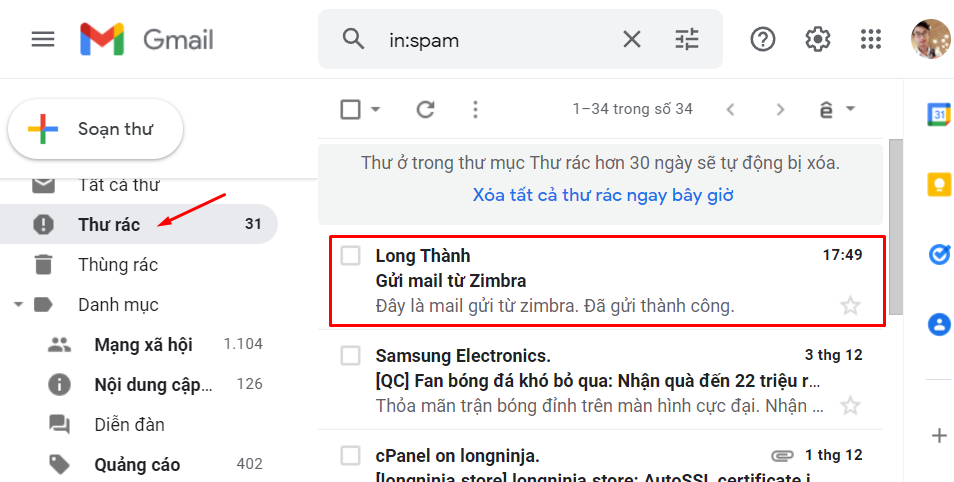 Gmail
in:spam
Soạn thư
1–34 trong số 34
ê
31
Tất cả thư
Thư rác 31
Thùng rác
Danh mục
Mạng xã hội 1.104
Nội dung cập... 126
Diễn đàn
Quảng cáo 402
Thư ở trong thư mục Thư rác hơn 30 ngày sẽ tự động bị xóa.
Xóa tất cả thư rác ngay bây giờ
Long Thành 17:49
Gửi mail từ Zimbra
Đây là mail gửi từ zimbra. Đã gửi thành công.
Samsung Electronics. 3 thg 12
[QC] Fan bóng đá khó bỏ qua: Nhận quà đến 22 triệu r...
Thỏa mãn trận bóng đỉnh trên màn hình cực đại. Nhận ...
cPanel on longninja. 1 thg 12
[longninja.store] longninja.store: AutoSSL certificate i